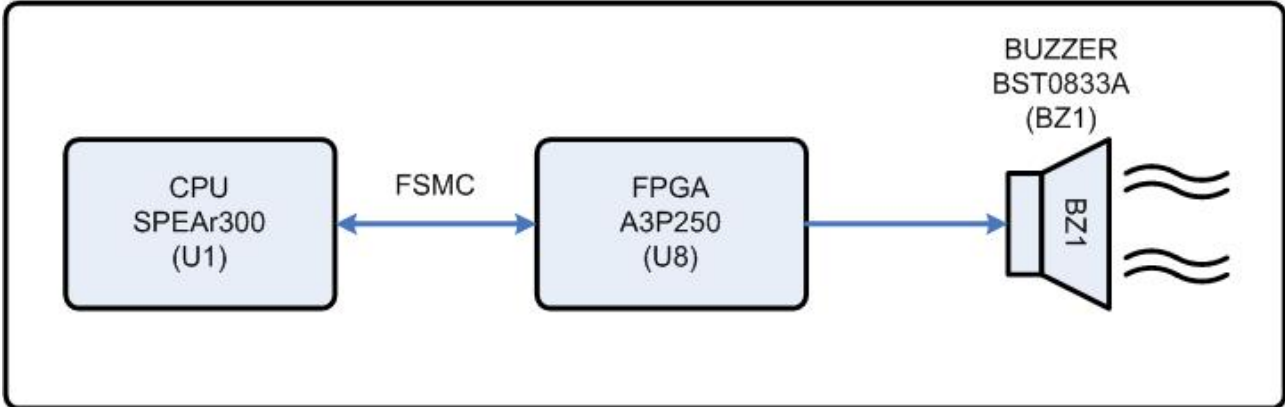 BUZZER
BST0833A
(BZ1)
CPU
SPEAr300
(U1)
FSMC
FPGA
A3P250
(U8)
BZ1